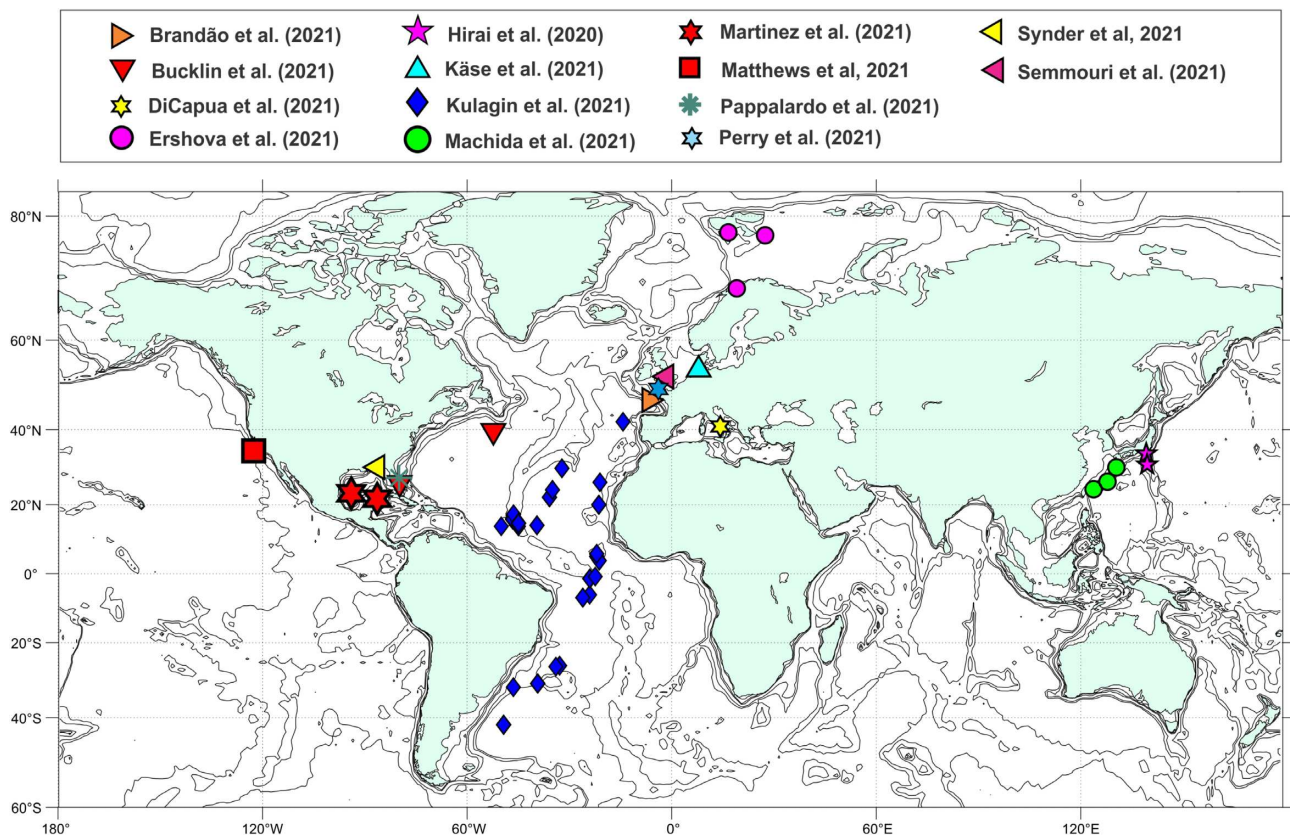 Brandão et al. (2021) Hirai et al. (2020) Martinez et al. (2021) Synder et al, 2021
Bucklin et al. (2021) Käse et al. (2021) Matthews et al, 2021 Semmouri et al. (2021)
DiCapua et al. (2021) Kulagin et al. (2021) Pappalardo et al. (2021)
Ershova et al. (2021) Machida et al. (2021) Perry et al. (2021)
80°N
60°N
40°N
20°N
0°
20°S
40°S
60°S
180° 120°W 60°W 0° 60°E 120°E